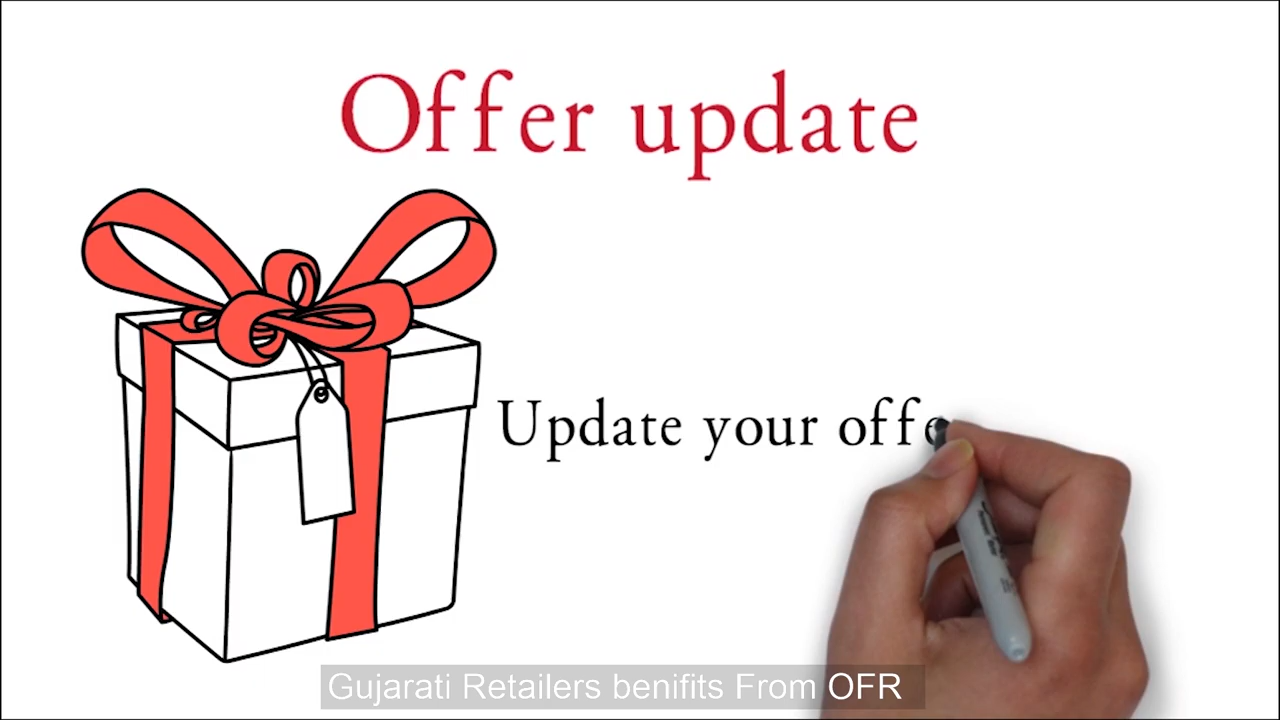 Offer update
Update your offe
Gujarati Retailers benifits From OFR